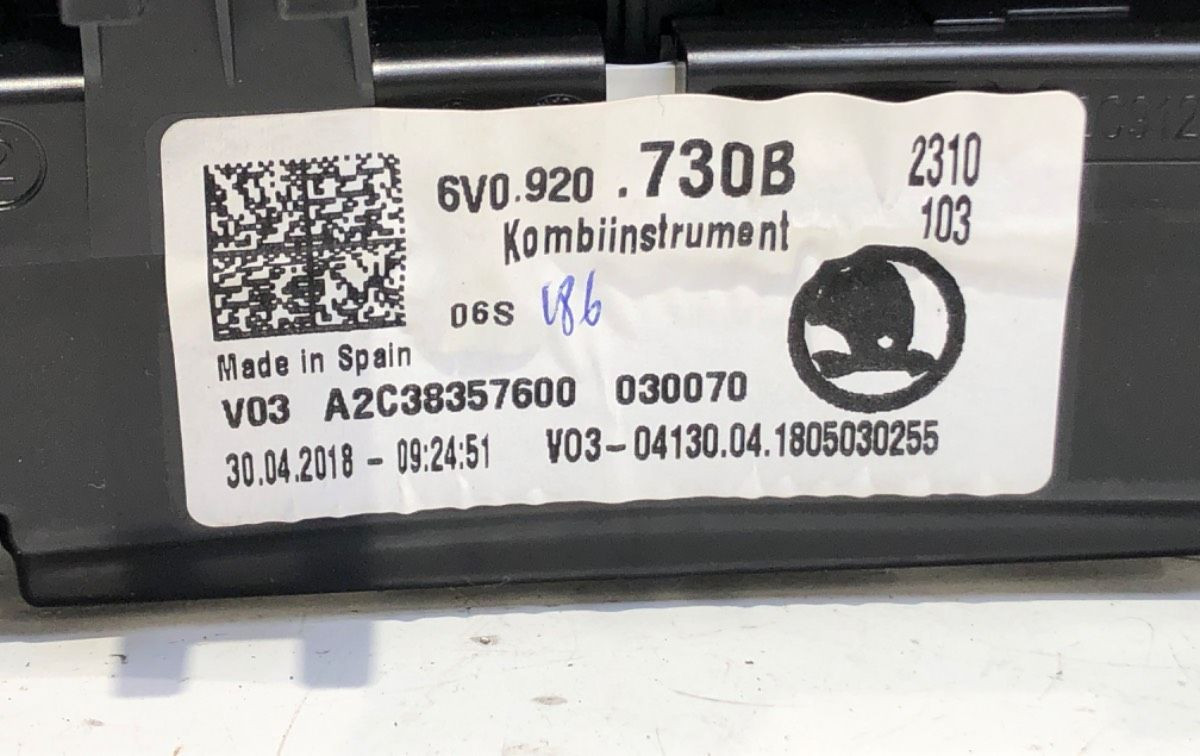 6V0.920 .730B
2310
103
Kombiinstrument
06S V86
Made in Spain
V03 A2C38357600 030070
30.04.2018 - 09:24:51 V03-04130.04.1805030255